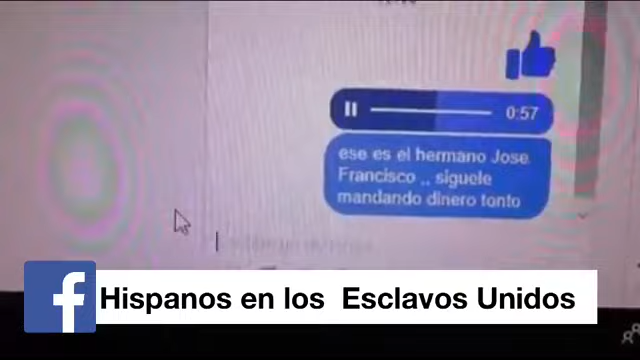 0:57
ese es el hermano Jose
Francisco .. siguele
mandando dinero tonto
f Hispanos en los Esclavos Unidos